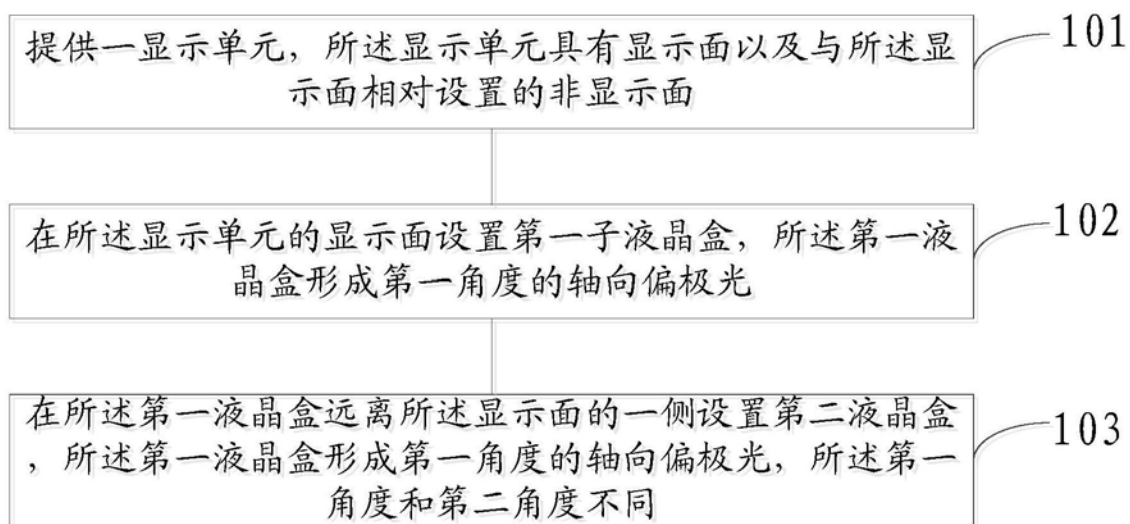 提供一显示单元，所述显示单元具有显示面以及与所述显
示面相对设置的非显示面
101
在所述显示单元的显示面设置第一子液晶盒，所述第一液
晶盒形成第一角度的轴向偏极光
102
在所述第一液晶盒远离所述显示面的一侧设置第二液晶盒
，所述第一液晶盒形成第一角度的轴向偏极光，所述第一
角度和第二角度不同
103